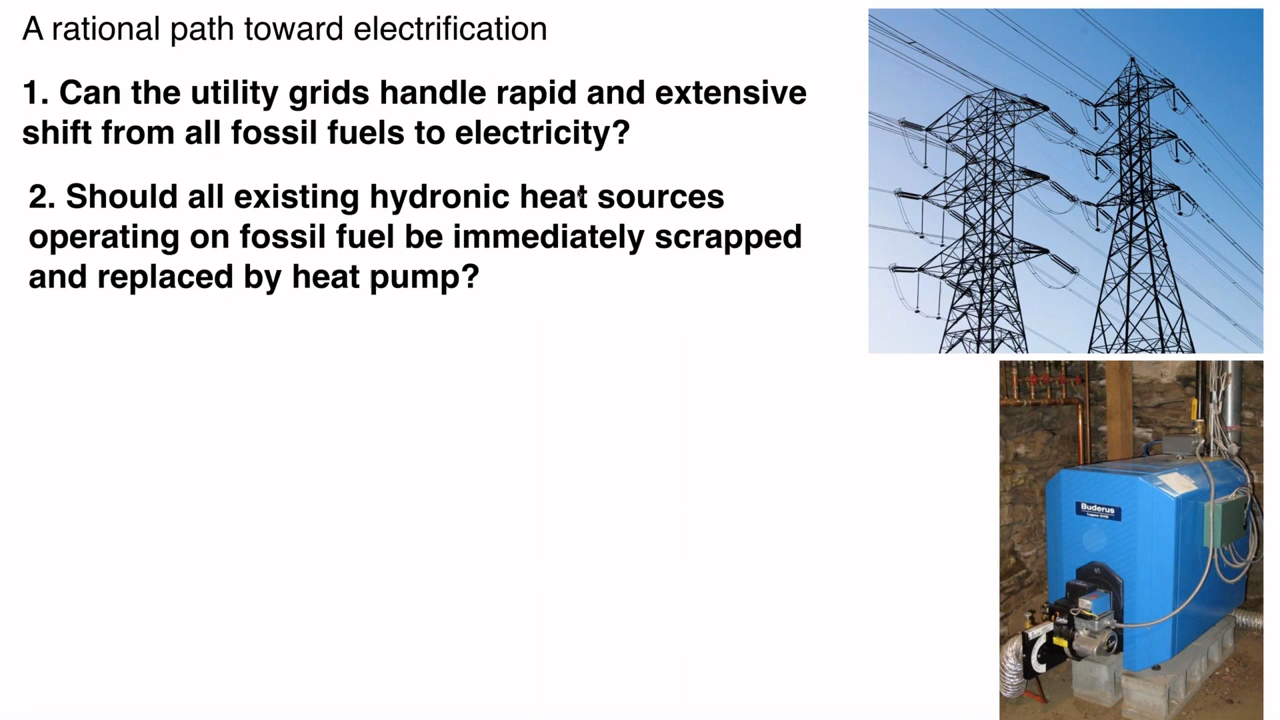 A rational path toward electrification
1. Can the utility grids handle rapid and extensive
shift from all fossil fuels to electricity?
2. Should all existing hydronic heat sources
operating on fossil fuel be immediately scrapped
and replaced by heat pump?
Buderus